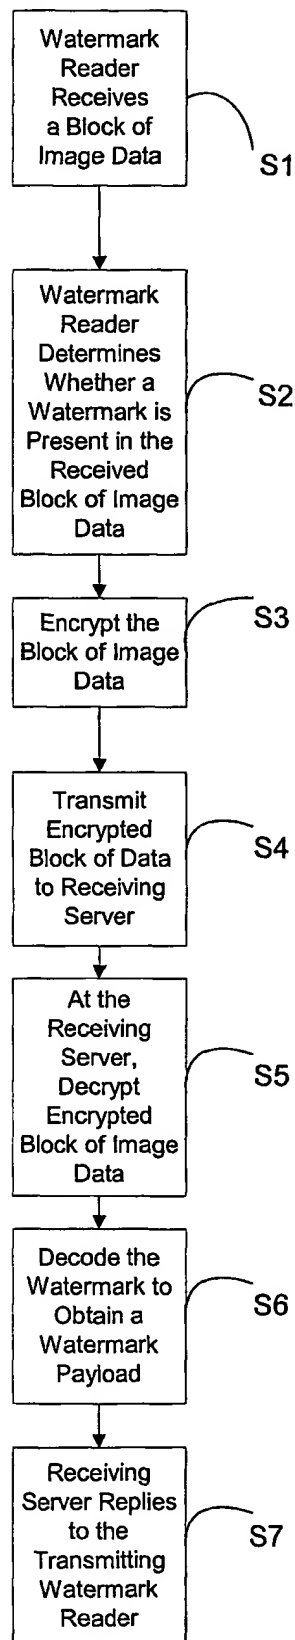 Watermark
Reader
Receives
a Block of
Image Data
S1
Watermark
Reader
Determines
Whether a
Watermark is
Present in the
Received
Block of Image
Data
S2
Encrypt the
Block of Image
Data
S3
Transmit
Encrypted
Block of Data
to Receiving
Server
S4
At the
Receiving
Server,
Decrypt
Encrypted
Block of Image
Data
S5
Decode the
Watermark to
Obtain a
Watermark
Payload
S6
Receiving
Server Replies
to the
Transmitting
Watermark
Reader
S7